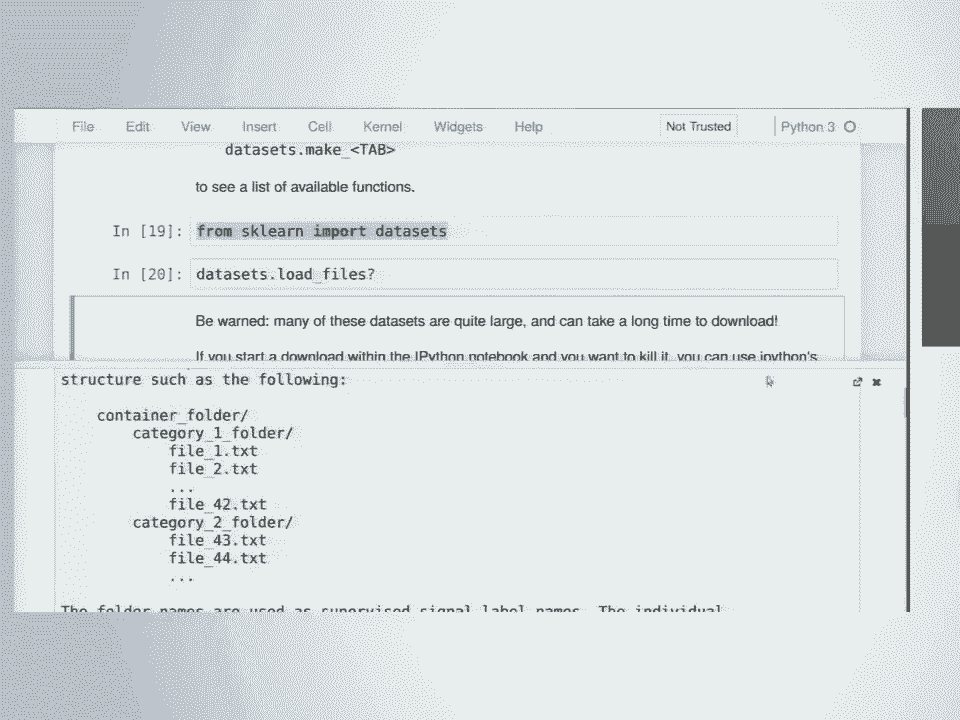 File Edit View Insert Cell Kernel Widgets Help Not Trusted Python 3
datasets.make_<TAB>
to see a list of available functions.
In [19]: from sklearn import datasets
In [20]: datasets.load_files?
Be warned: many of these datasets are quite large, and can take a long time to download!
If you start a download within the IPython notebook and you want to kill it, you can use ipython's
structure such as the following:
container_folder/
category_1_folder/
file_1.txt
file_2.txt
...
file_42.txt
category_2_folder/
file_43.txt
file_44.txt
...
The folder names are used as supervised signal label names. The individual